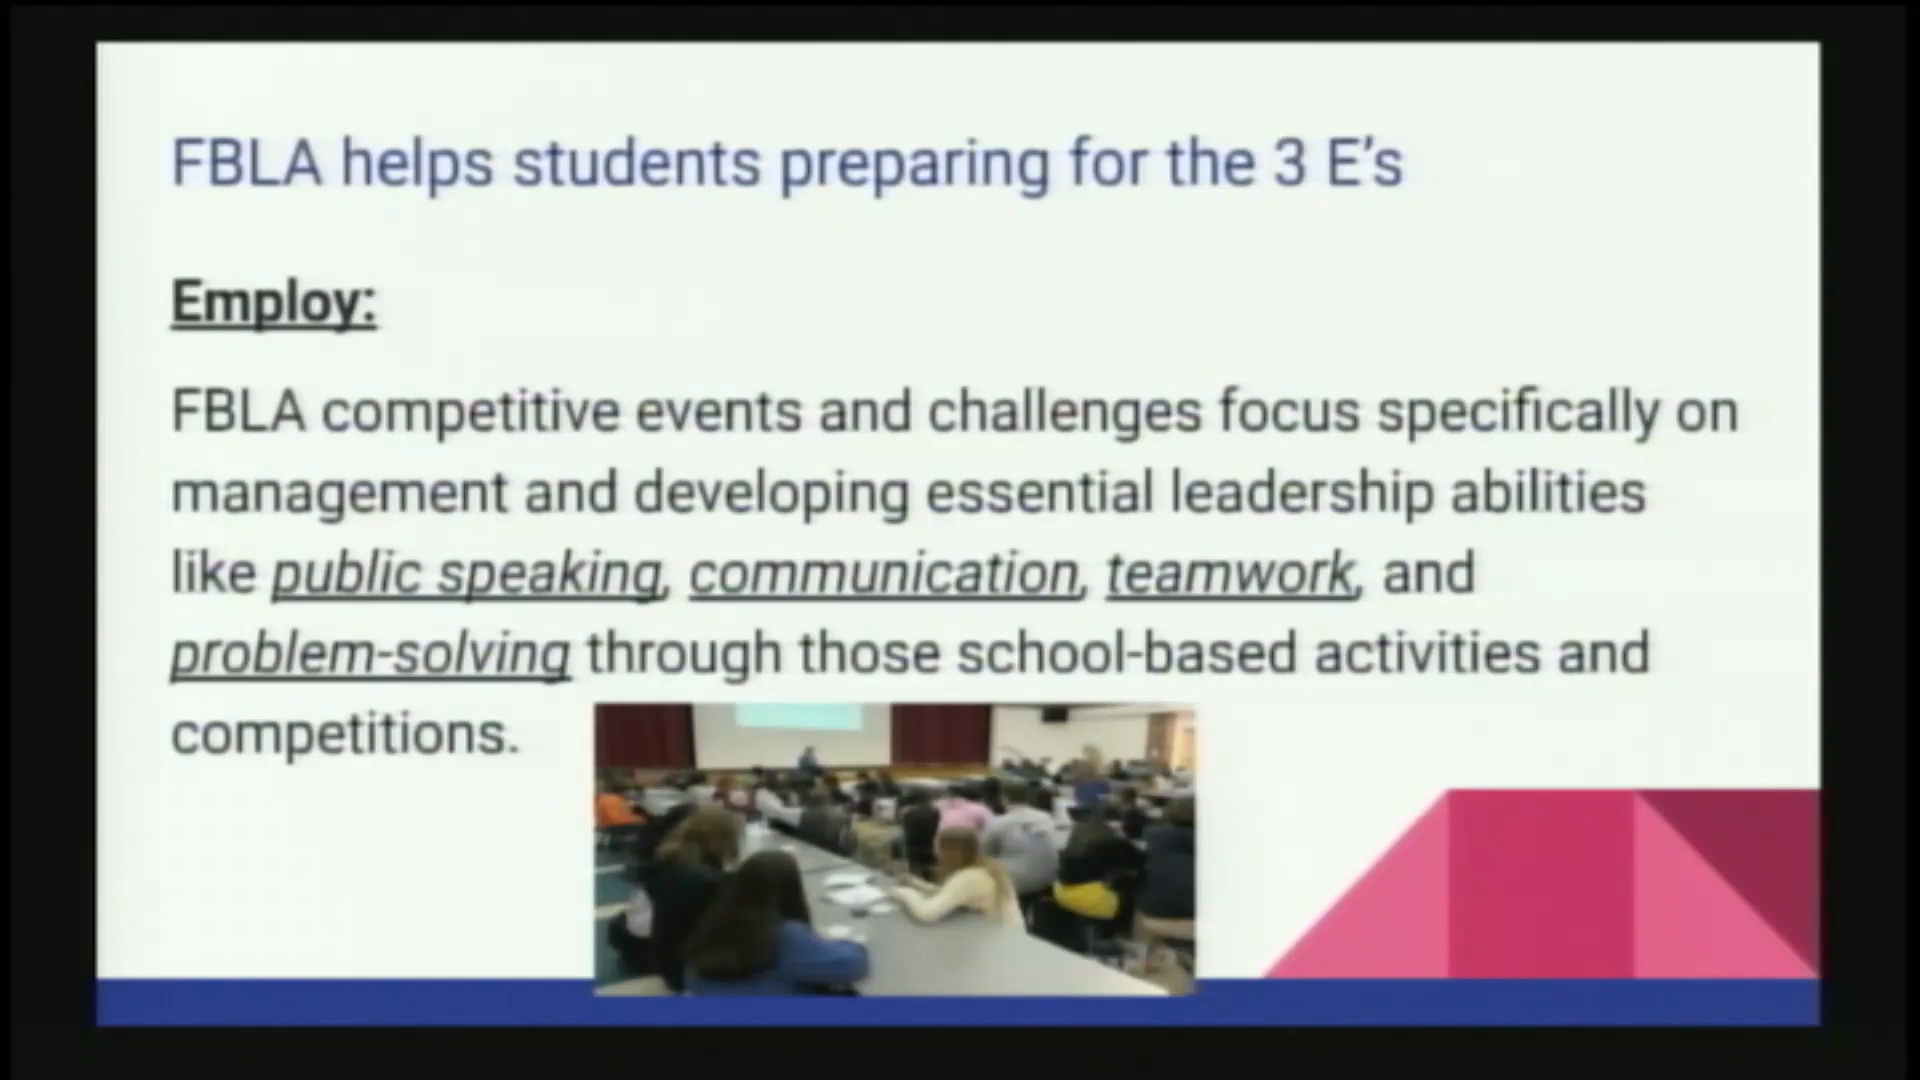 FBLA helps students preparing for the 3 E’s
Employ:
FBLA competitive events and challenges focus specifically on
management and developing essential leadership abilities
like public speaking, communication, teamwork, and
problem-solving through those school-based activities and
competitions.